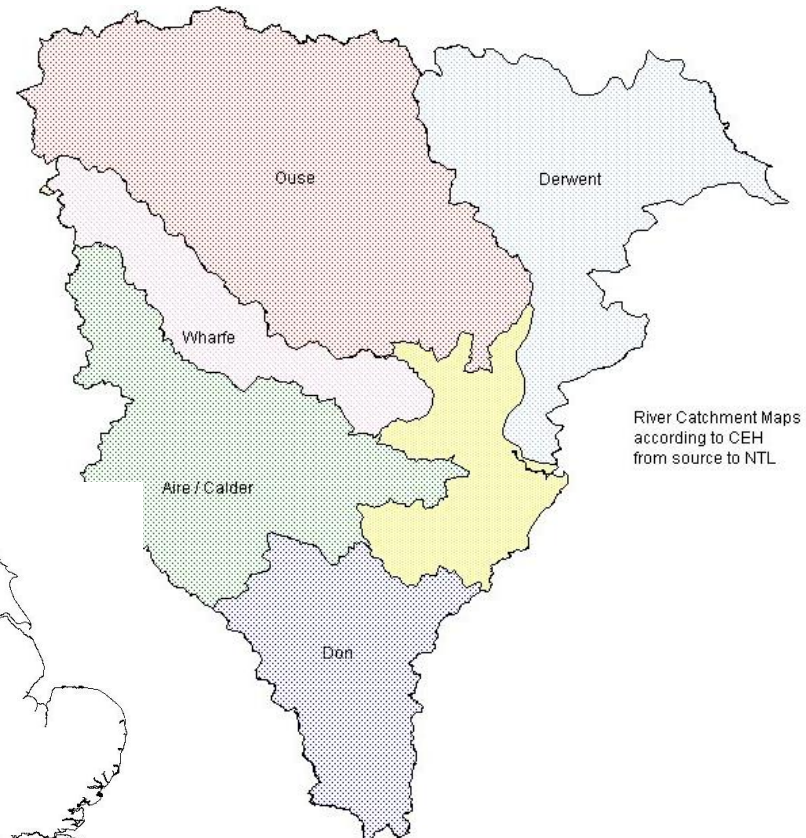 Ouse
Derwent
Wharfe
River Catchment Maps
according to CEH
from source to NTL
Aire / Calder
Don